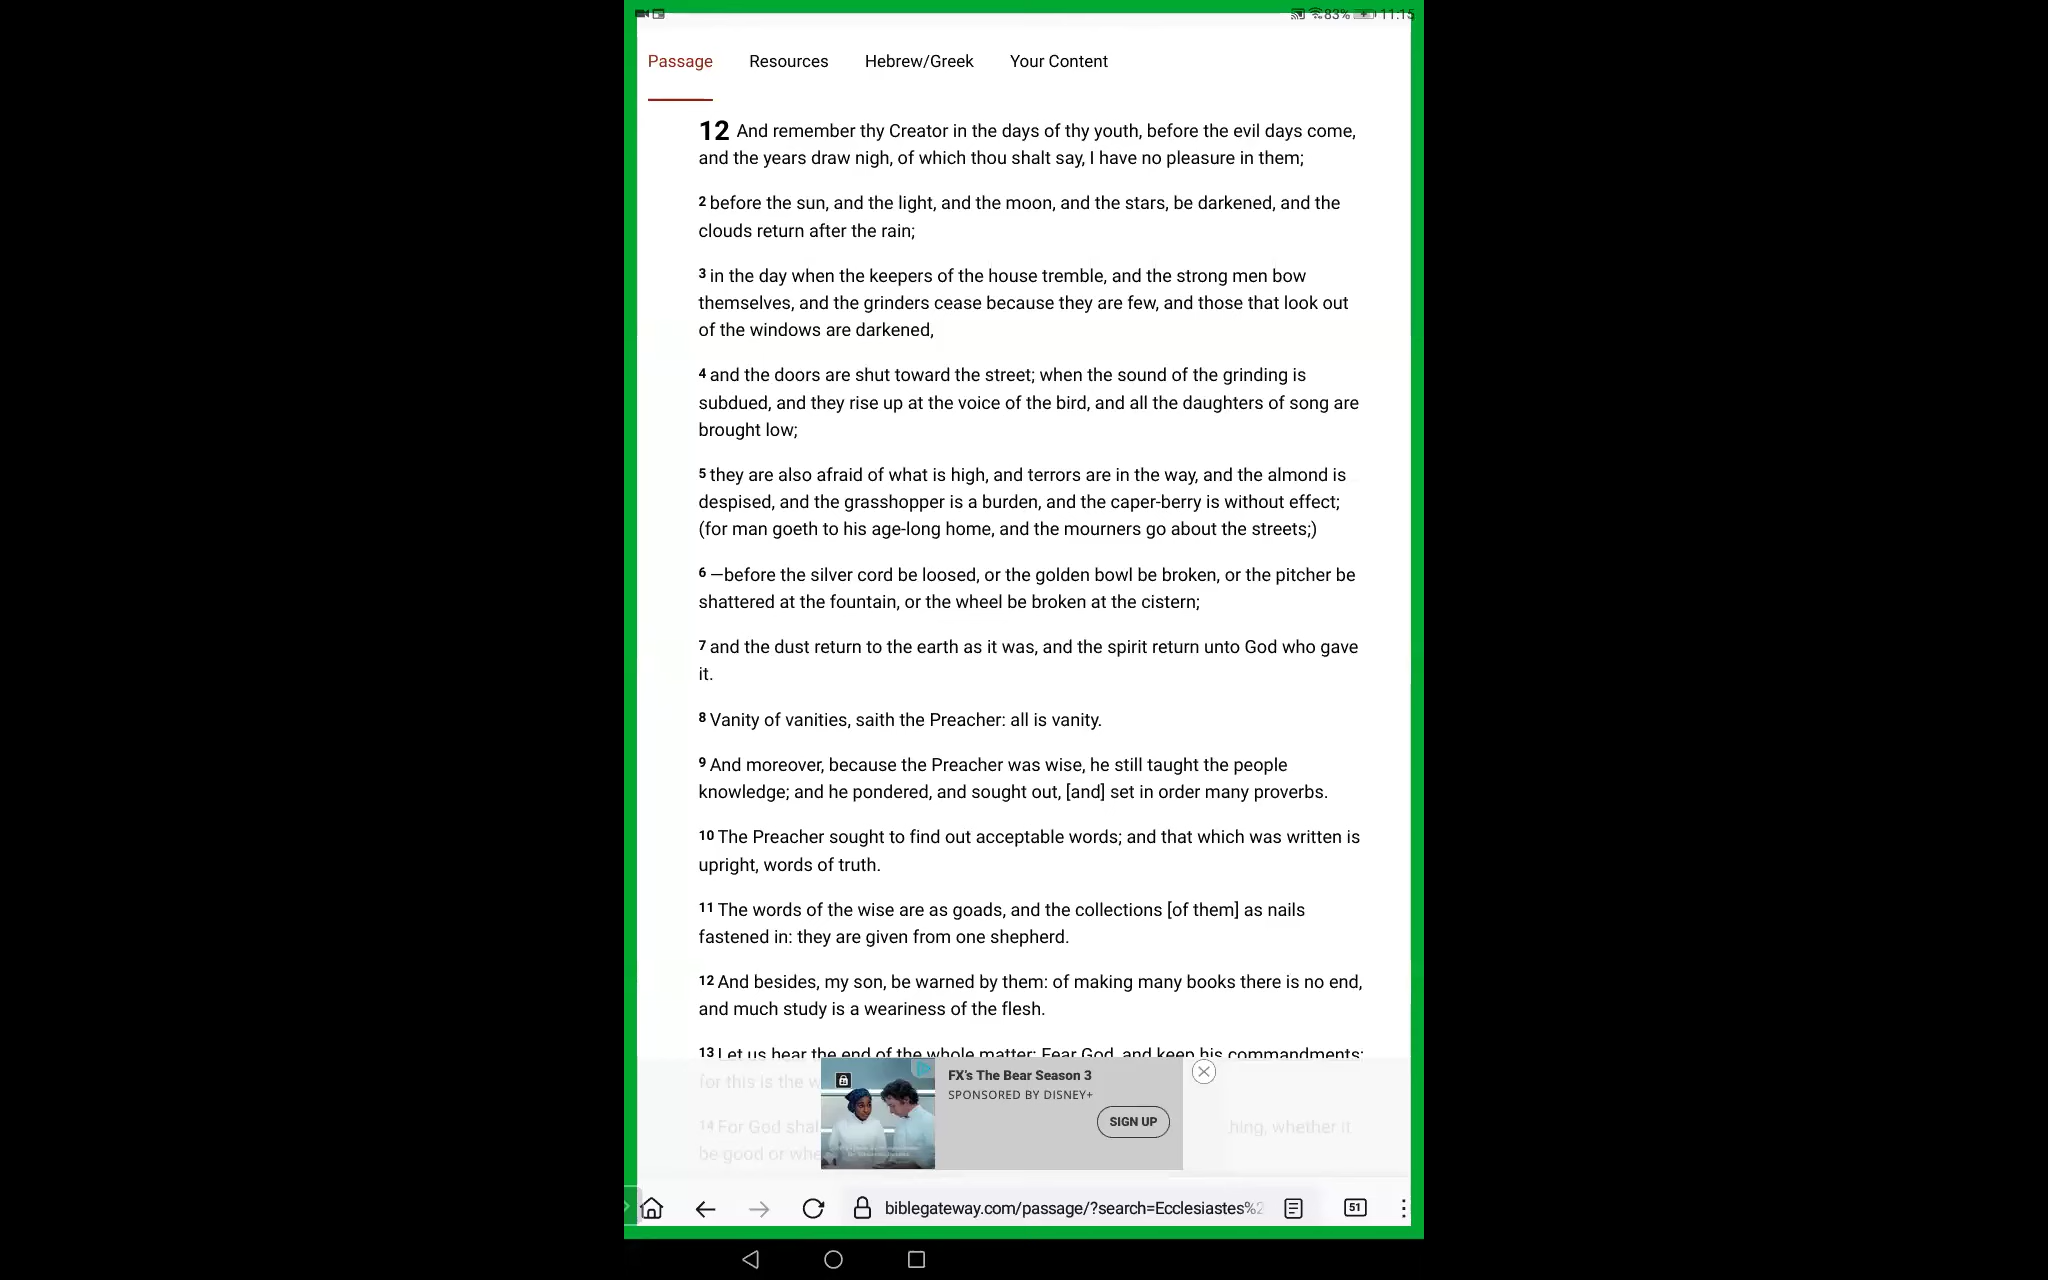 83% 11:15
Passage Resources Hebrew/Greek Your Content
12 And remember thy Creator in the days of thy youth, before the evil days come,
and the years draw nigh, of which thou shalt say, I have no pleasure in them;
2 before the sun, and the light, and the moon, and the stars, be darkened, and the
clouds return after the rain;
3 in the day when the keepers of the house tremble, and the strong men bow
themselves, and the grinders cease because they are few, and those that look out
of the windows are darkened,
4 and the doors are shut toward the street; when the sound of the grinding is
subdued, and they rise up at the voice of the bird, and all the daughters of song are
brought low;
5 they are also afraid of what is high, and terrors are in the way, and the almond is
despised, and the grasshopper is a burden, and the caper-berry is without effect;
(for man goeth to his age-long home, and the mourners go about the streets;)
6 —before the silver cord be loosed, or the golden bowl be broken, or the pitcher be
shattered at the fountain, or the wheel be broken at the cistern;
7 and the dust return to the earth as it was, and the spirit return unto God who gave
it.
8 Vanity of vanities, saith the Preacher: all is vanity.
9 And moreover, because the Preacher was wise, he still taught the people
knowledge; and he pondered, and sought out, [and] set in order many proverbs.
10 The Preacher sought to find out acceptable words; and that which was written is
upright, words of truth.
11 The words of the wise are as goads, and the collections [of them] as nails
fastened in: they are given from one shepherd.
12 And besides, my son, be warned by them: of making many books there is no end,
and much study is a weariness of the flesh.
13 Let us hear the end of the whole matter: Fear God, and keep his commandments;
for this is the w
14 For God shal hing, whether it
be good or whe
FX's The Bear Season 3
SPONSORED BY DISNEY+
SIGN UP
biblegateway.com/passage/?search=Ecclesiastes%2
51